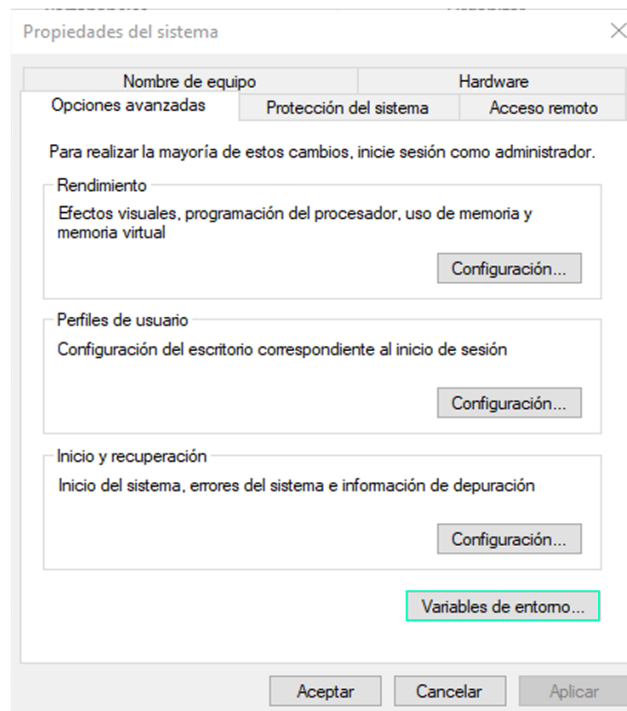 Propiedades del sistema
Nombre de equipo
Hardware
Opciones avanzadas
Protección del sistema
Acceso remoto
Para realizar la mayoría de estos cambios, inicie sesión como administrador.
Rendimiento
Efectos visuales, programación del procesador, uso de memoria y
memoria virtual
Configuración...
Perfiles de usuario
Configuración del escritorio correspondiente al inicio de sesión
Configuración...
Inicio y recuperación
Inicio del sistema, errores del sistema e información de depuración
Configuración...
Variables de entorno...
Aceptar
Cancelar
Aplicar